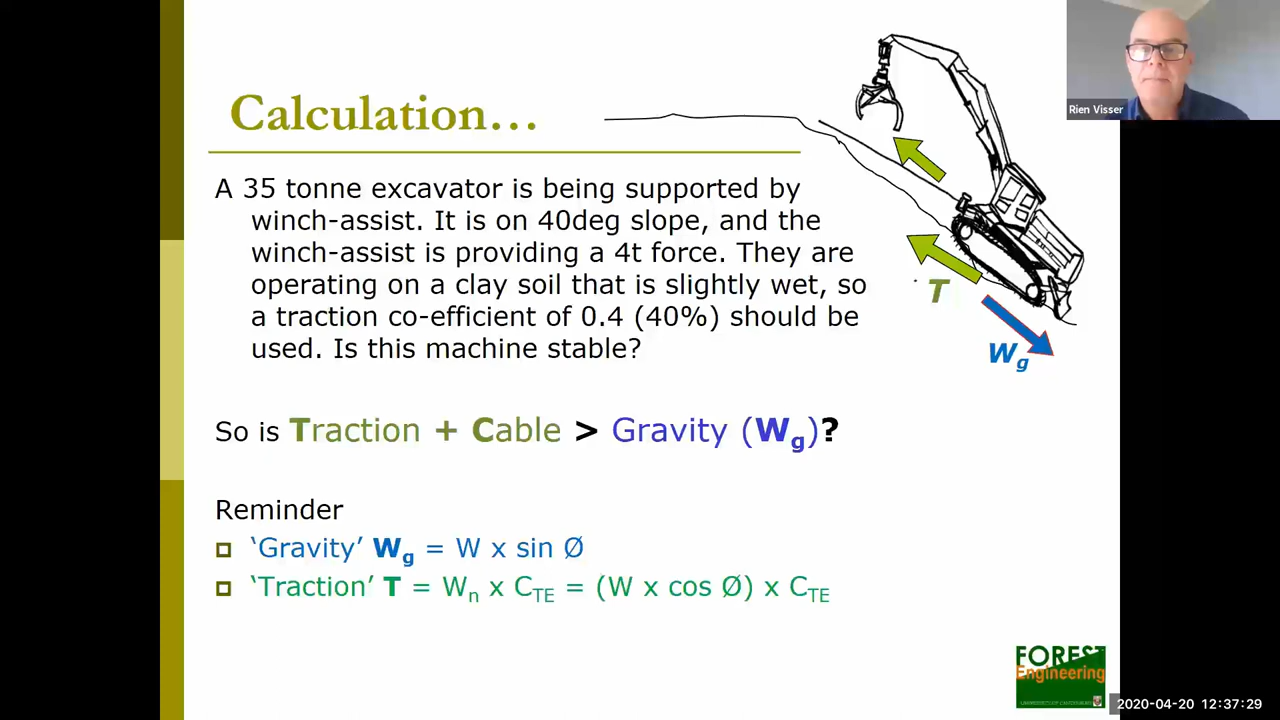 Calculation…
Rien Visser
A 35 tonne excavator is being supported by
winch-assist. It is on 40deg slope, and the
winch-assist is providing a 4t force. They are
operating on a clay soil that is slightly wet, so
a traction co-efficient of 0.4 (40%) should be
used. Is this machine stable?
T
Wg
So is Traction + Cable > Gravity (Wg)?
Reminder
‘Gravity’ Wg = W x sin Ø
‘Traction’ T = Wn x CTE = (W x cos Ø) x CTE
FOREST
Engineering
2020-04-20 12:37:29